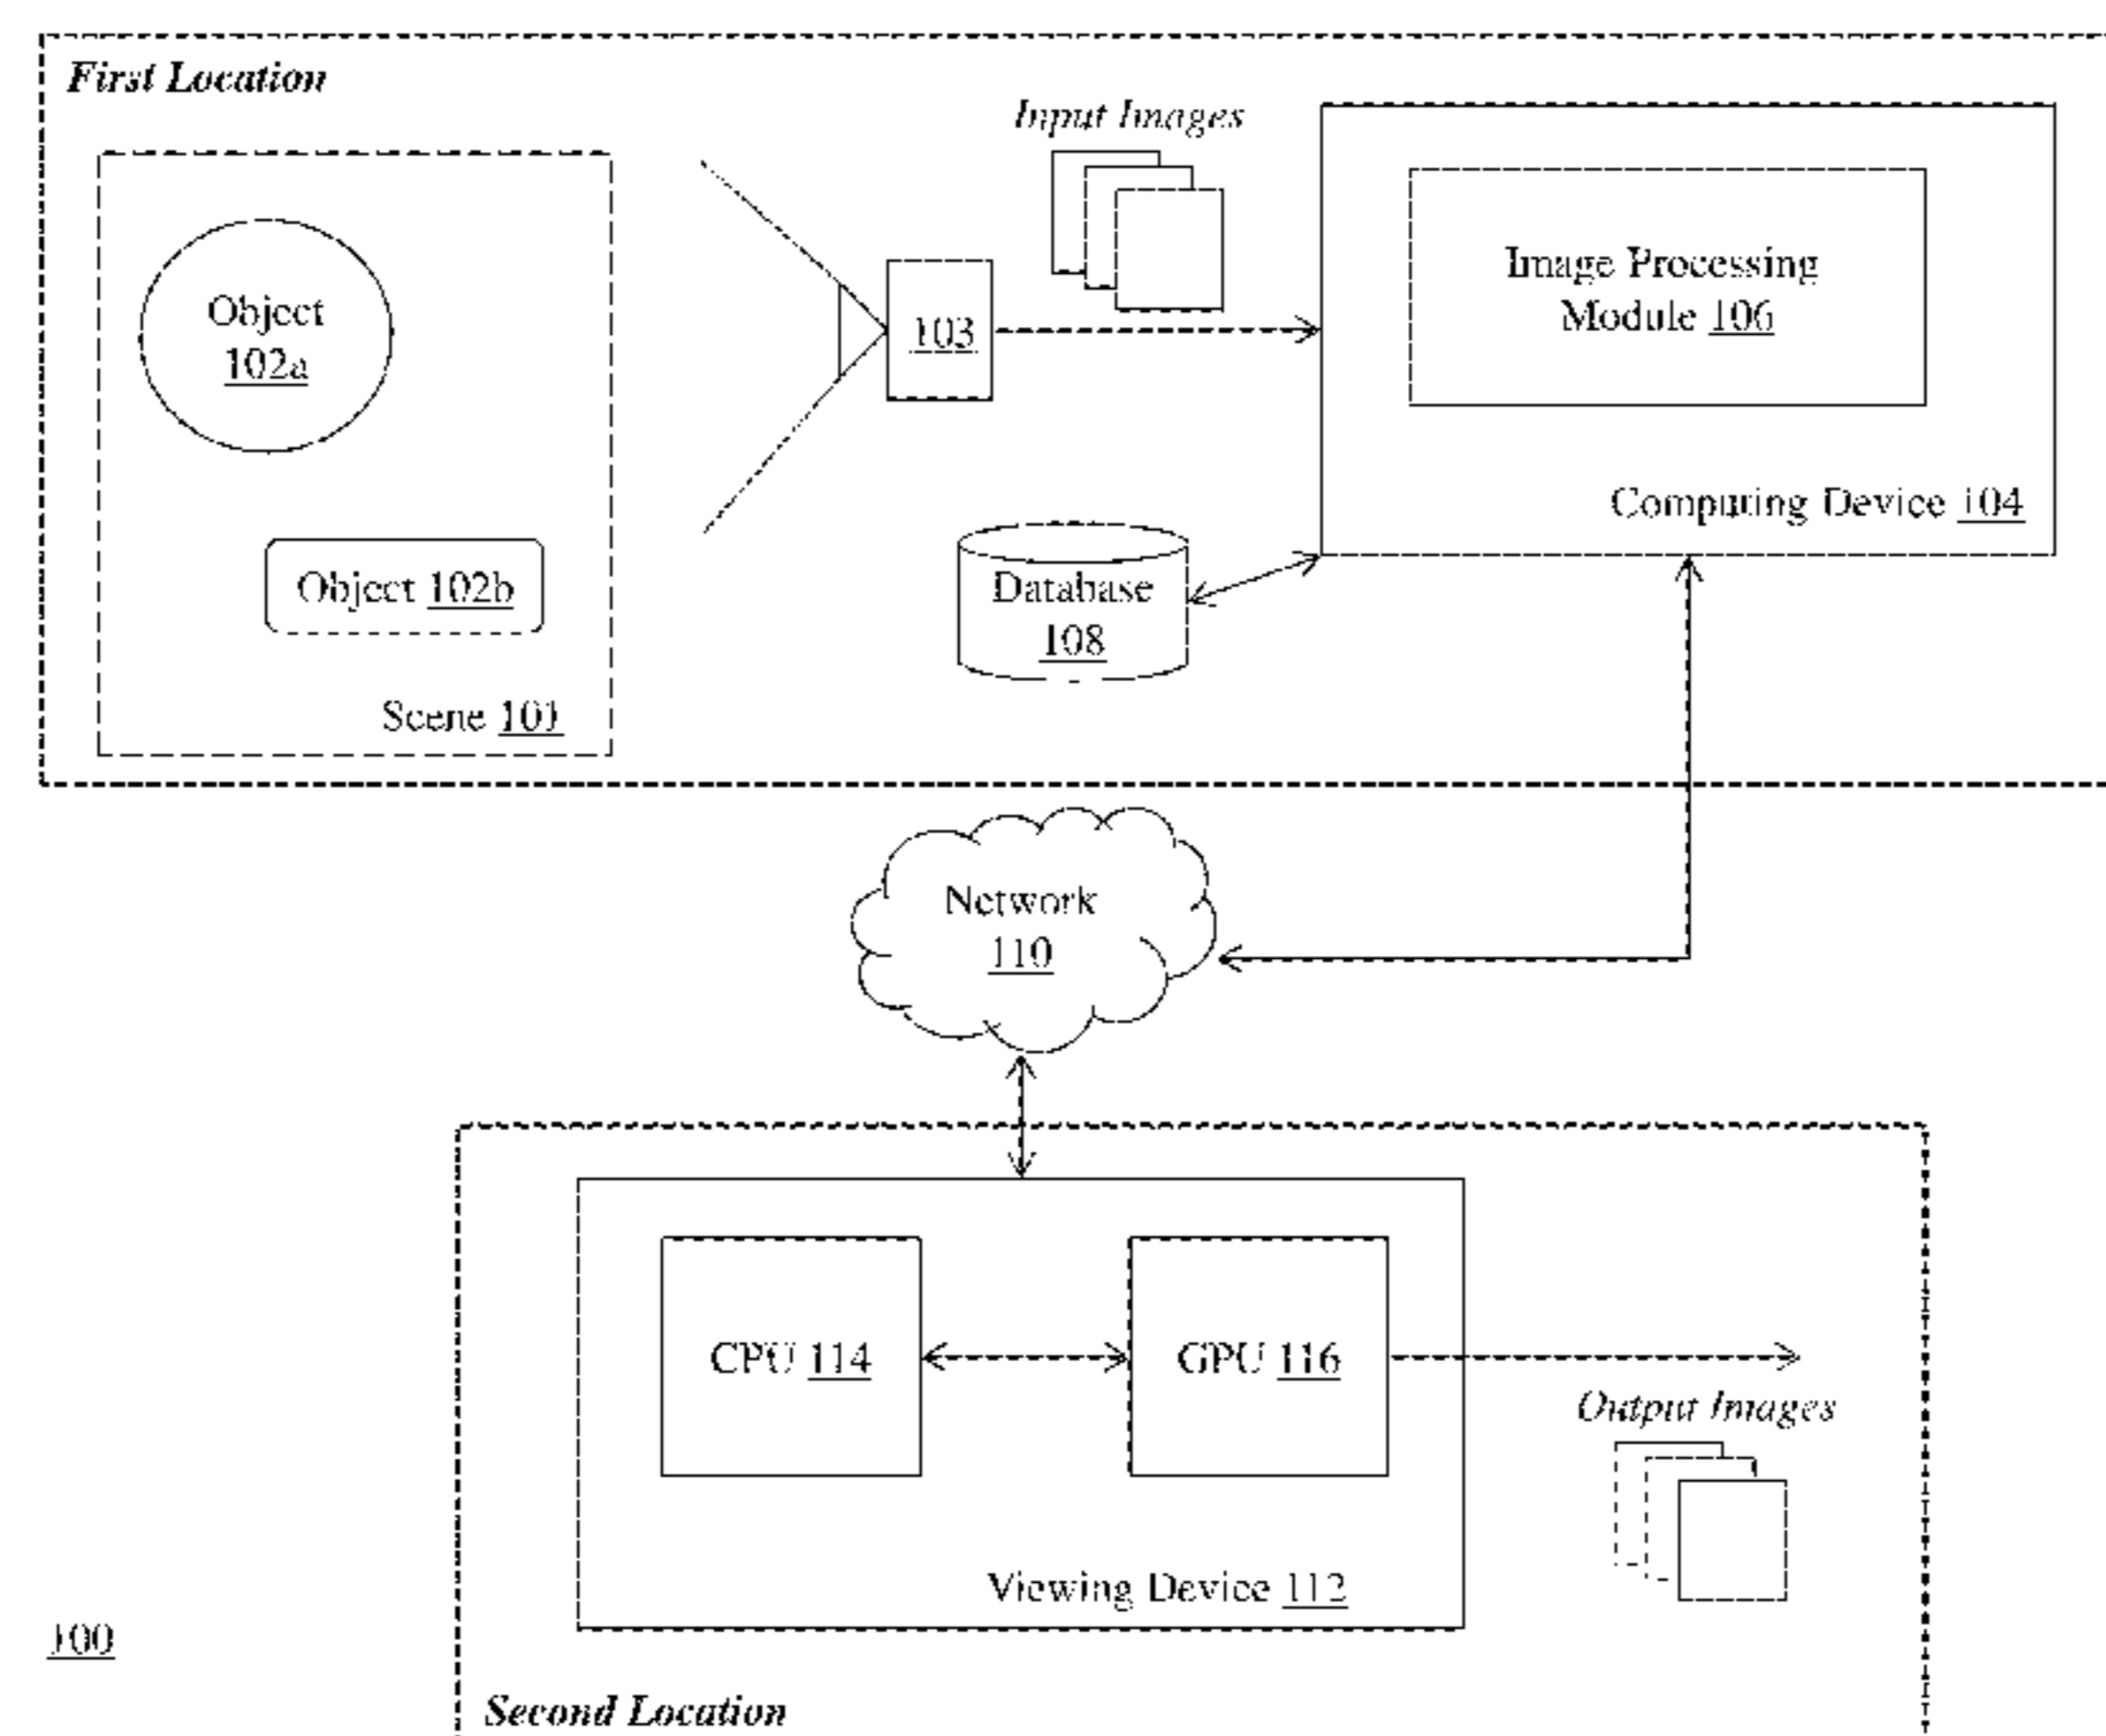 First Location
Input Images
Object
102a
103
Image Processing
Module 106
Computing Device 104
Object 102b
Database
108
Scene 101
Network
110
CPU 114
GPU 116
Output Images
Viewing Device 112
100
Second Location